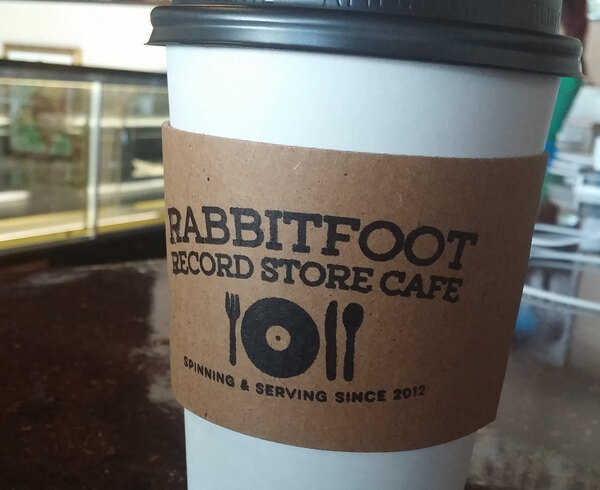 RABBITFOOT
RECORD STORE CAFE
SPINNING & SERVING SINCE 2012